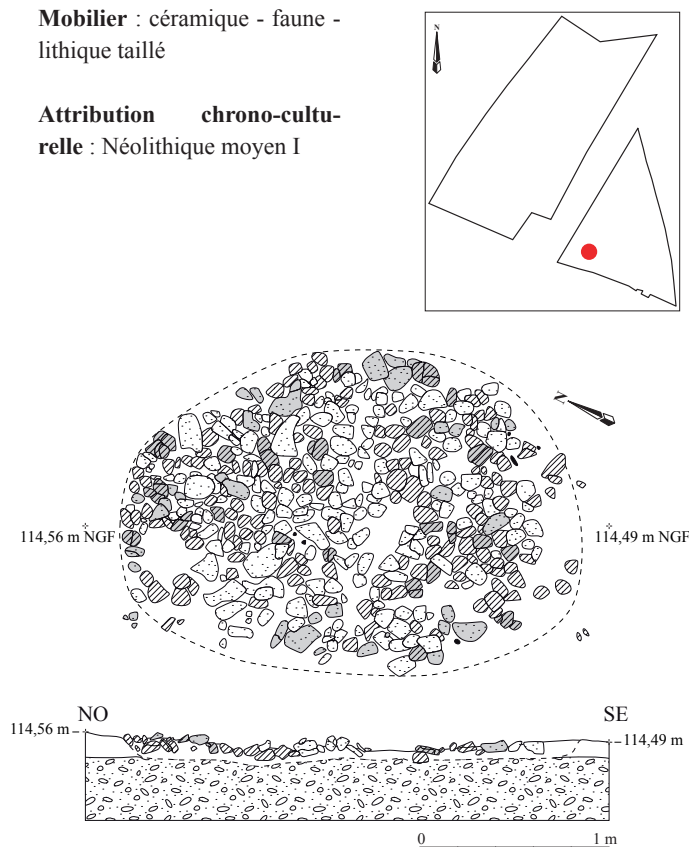 Mobilier : céramique - faune -
lithique taillé
Attribution chrono-cultu-
relle : Néolithique moyen I
N
N
114,56 m NGF
114,49 m NGF
NO
SE
114,56 m
114,49 m
0
1 m